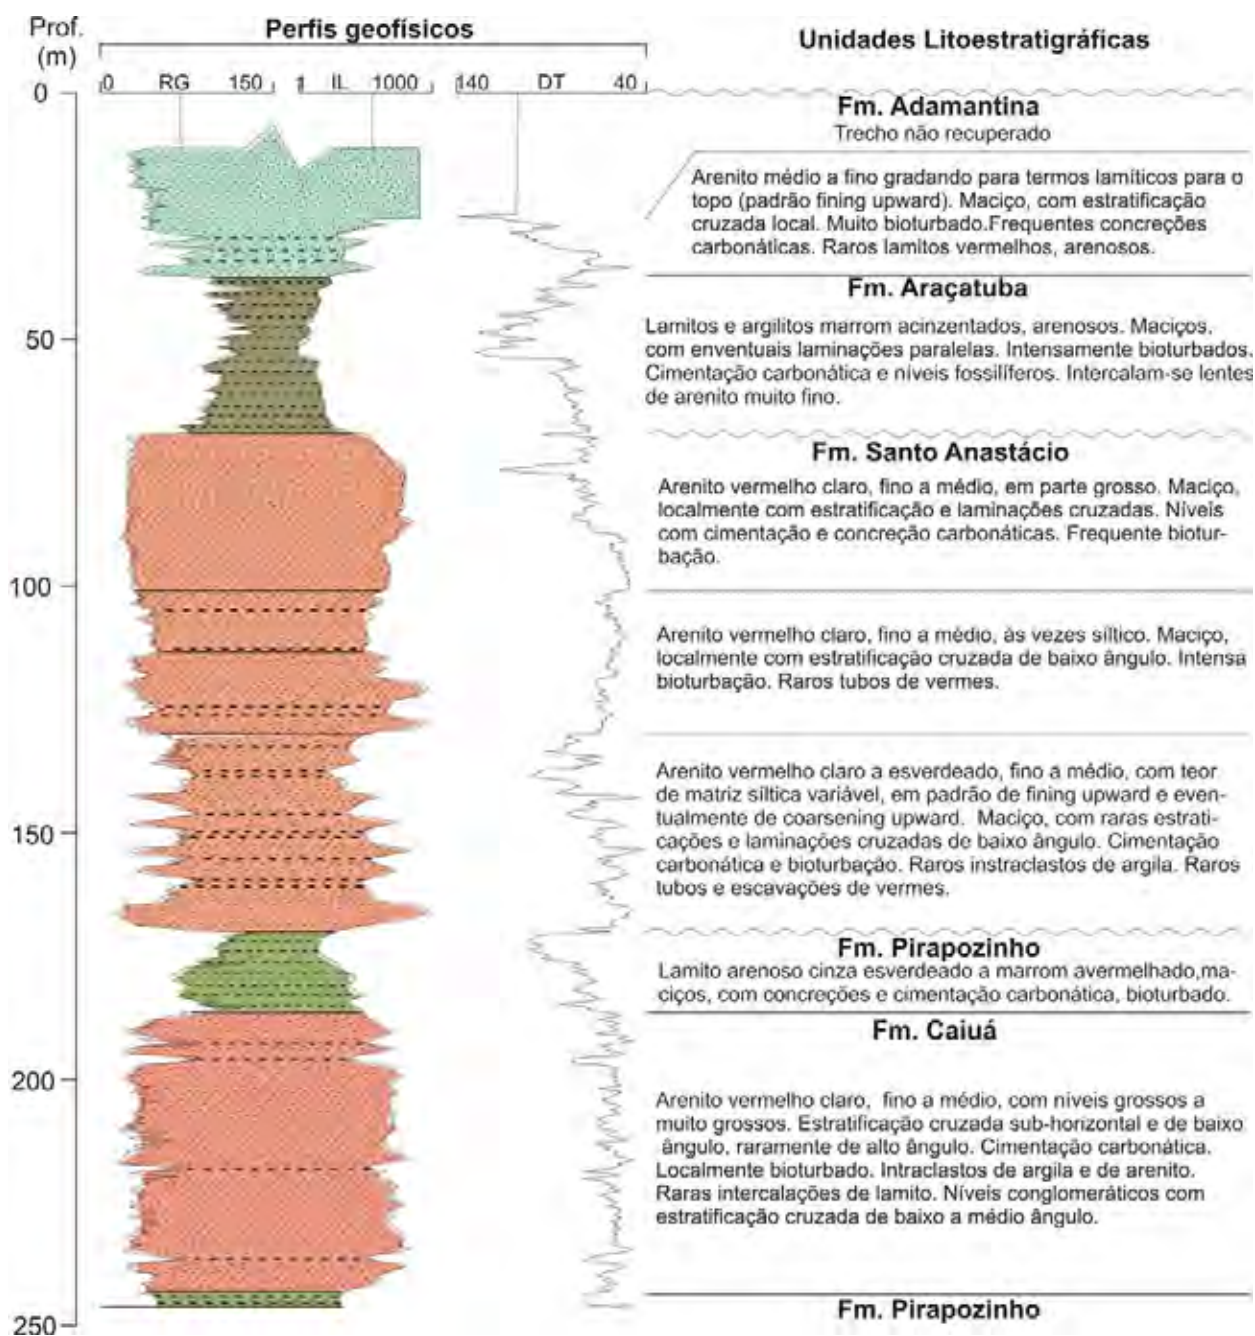 Prof.
(m)
Perfis geofísicos
Unidades Litoestratigráficas
0 RG 150 1 IL 1000 140 DT 40
0
50
100
150
200
250
Fm. Adamantina
Trecho não recuperado
Arenito médio a fino gradando para termos lamíticos para o
topo (padrão fining upward). Maciço, com estratificação
cruzada local. Muito bioturbado.Frequentes concreções
carbonáticas. Raros lamitos vermelhos, arenosos.
Fm. Araçatuba
Lamitos e argilitos marrom acinzentados, arenosos. Maciços,
com enventuais laminações paralelas. Intensamente bioturbados.
Cimentação carbonática e níveis fossilíferos. Intercalam-se lentes
de arenito muito fino.
Fm. Santo Anastácio
Arenito vermelho claro, fino a médio, em parte grosso. Maciço,
localmente com estratificação e laminações cruzadas. Níveis
com cimentação e concreção carbonáticas. Frequente biotur-
bação.
Arenito vermelho claro, fino a médio, às vezes síltico. Maciço,
localmente com estratificação cruzada de baixo ângulo. Intensa
bioturbação. Raros tubos de vermes.
Arenito vermelho claro a esverdeado, fino a médio, com teor
de matriz síltica variável, em padrão de fining upward e even-
tualmente de coarsening upward. Maciço, com raras estrati-
cações e laminações cruzadas de baixo ângulo. Cimentação
carbonática e bioturbação. Raros instraclastos de argila. Raros
tubos e escavações de vermes.
Fm. Pirapozinho
Lamito arenoso cinza esverdeado a marrom avermelhado,ma-
ciços, com concreções e cimentação carbonática, bioturbado.
Fm. Caiuá
Arenito vermelho claro, fino a médio, com níveis grossos a
muito grossos. Estratificação cruzada sub-horizontal e de baixo
ângulo, raramente de alto ângulo. Cimentação carbonática.
Localmente bioturbado. Intraclastos de argila e de arenito.
Raras intercalações de lamito. Níveis conglomeráticos com
estratificação cruzada de baixo a médio ângulo.
Fm. Pirapozinho